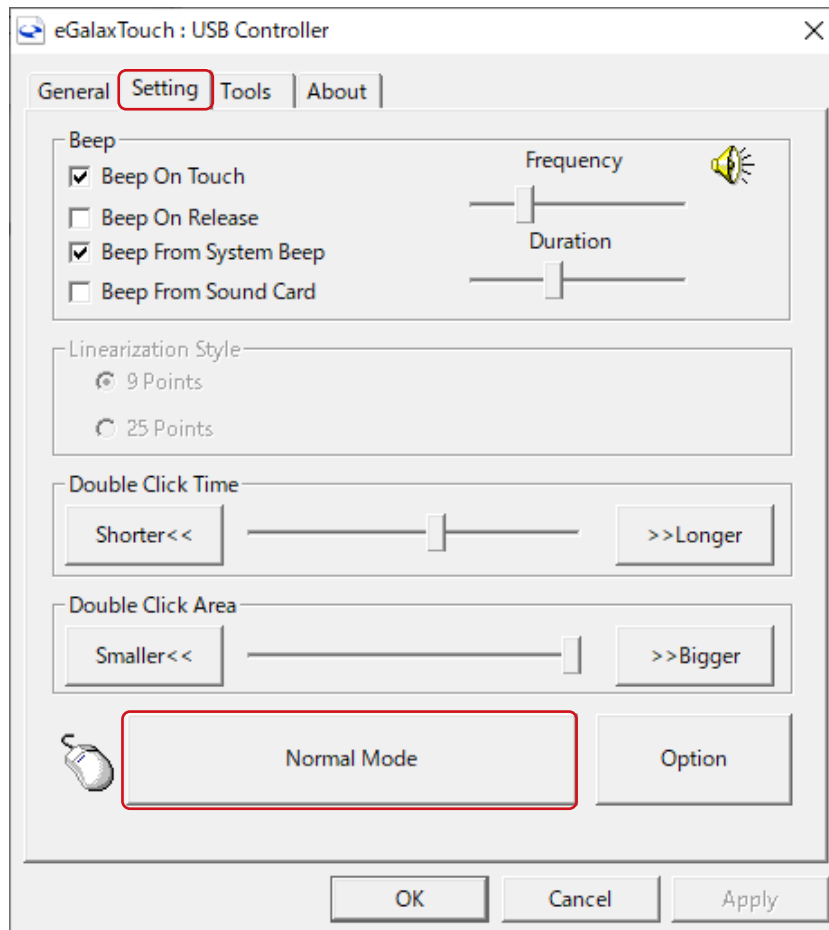 eGalaxTouch : USB Controller
General Setting Tools About
Beep
Beep On Touch
Frequency
Beep On Release
Beep From System Beep
Duration
Beep From Sound Card
Linearization Style
9 Points
25 Points
Double Click Time
Shorter<< >>Longer
Double Click Area
Smaller<< >>Bigger
Normal Mode Option
OK Cancel Apply